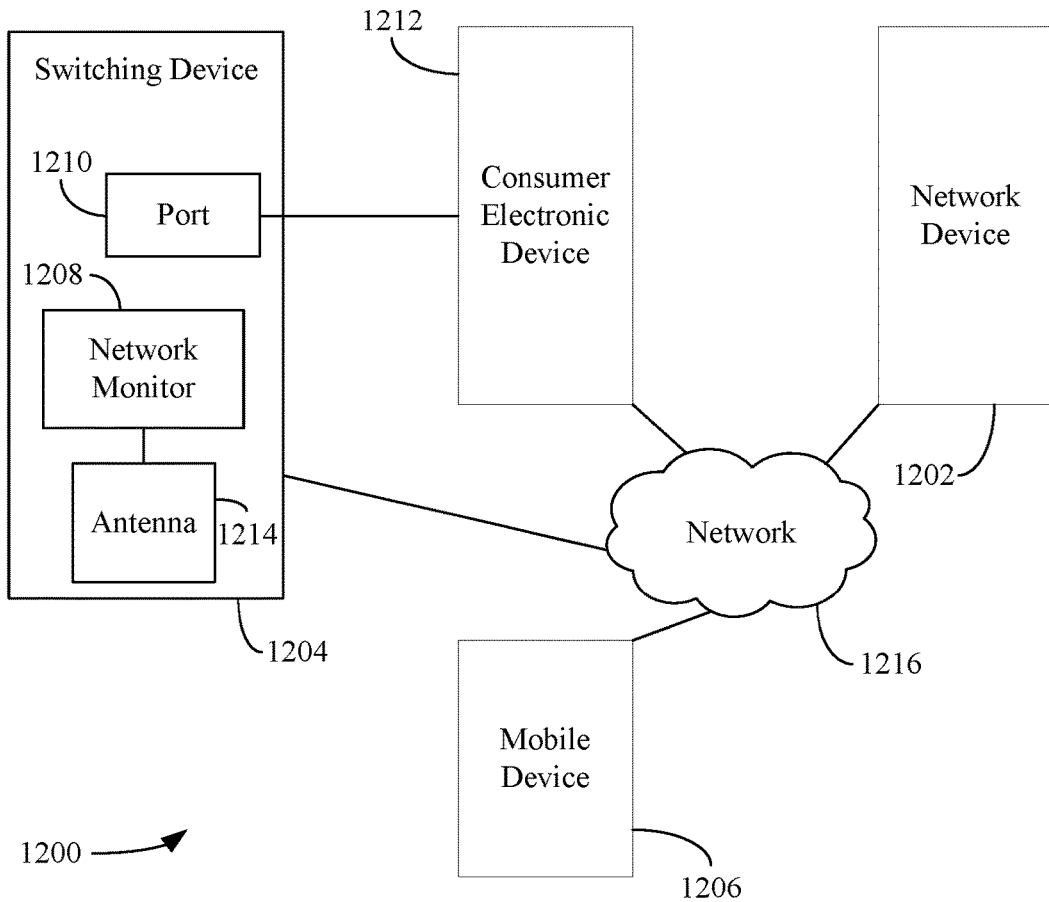 1212
Switching Device
1210
Port
Consumer
Electronic
Device
Network
Device
1208
Network
Monitor
Antenna
1214
1202
Network
1204
1216
Mobile
Device
1200
1206